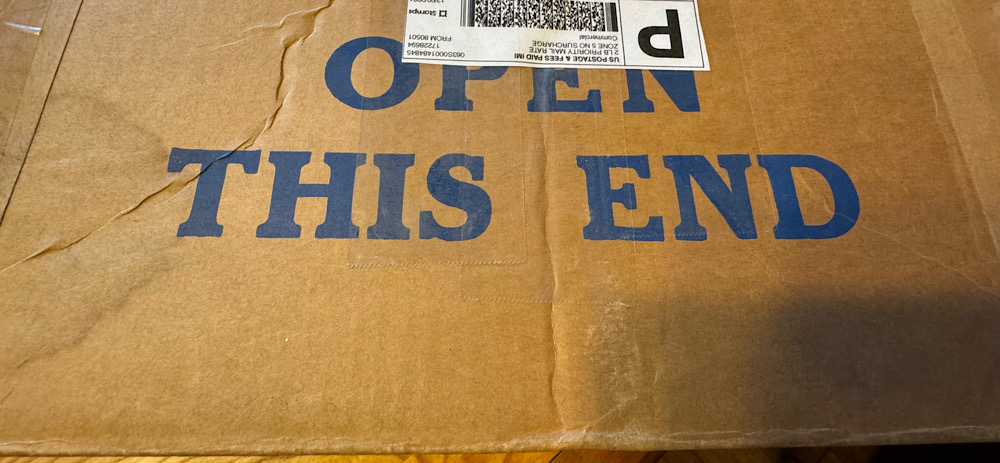 P
US POSTAGE & FEES PAID IMI
2 LB PRIORITY MAIL RATE
ZONE 5 NO SURCHARGE
Commercial
063S0001484845
17228694
FROM 80501
Stamps
OPEN
THIS END